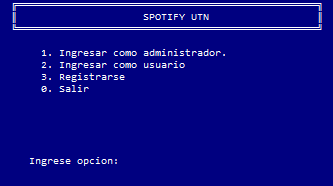 SPOTIFY UTN
1. Ingresar como administrador.
2. Ingresar como usuario
3. Registrarse
0. Salir
Ingrese opcion: